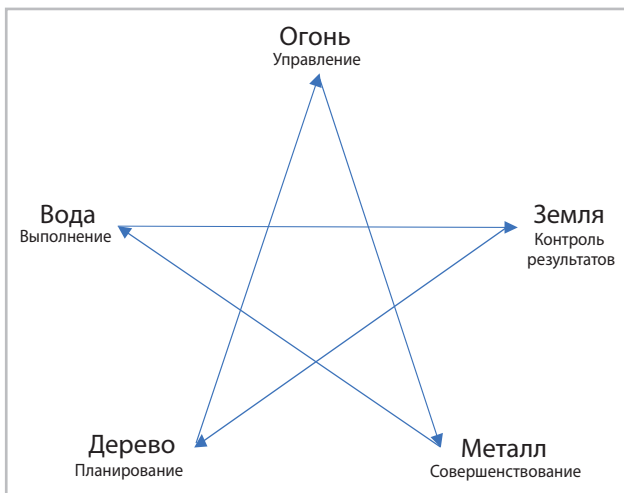 Огонь
Управление
Вода
Выполнение
Земля
Контроль
результатов
Дерево
Планирование
Металл
Совершенствование